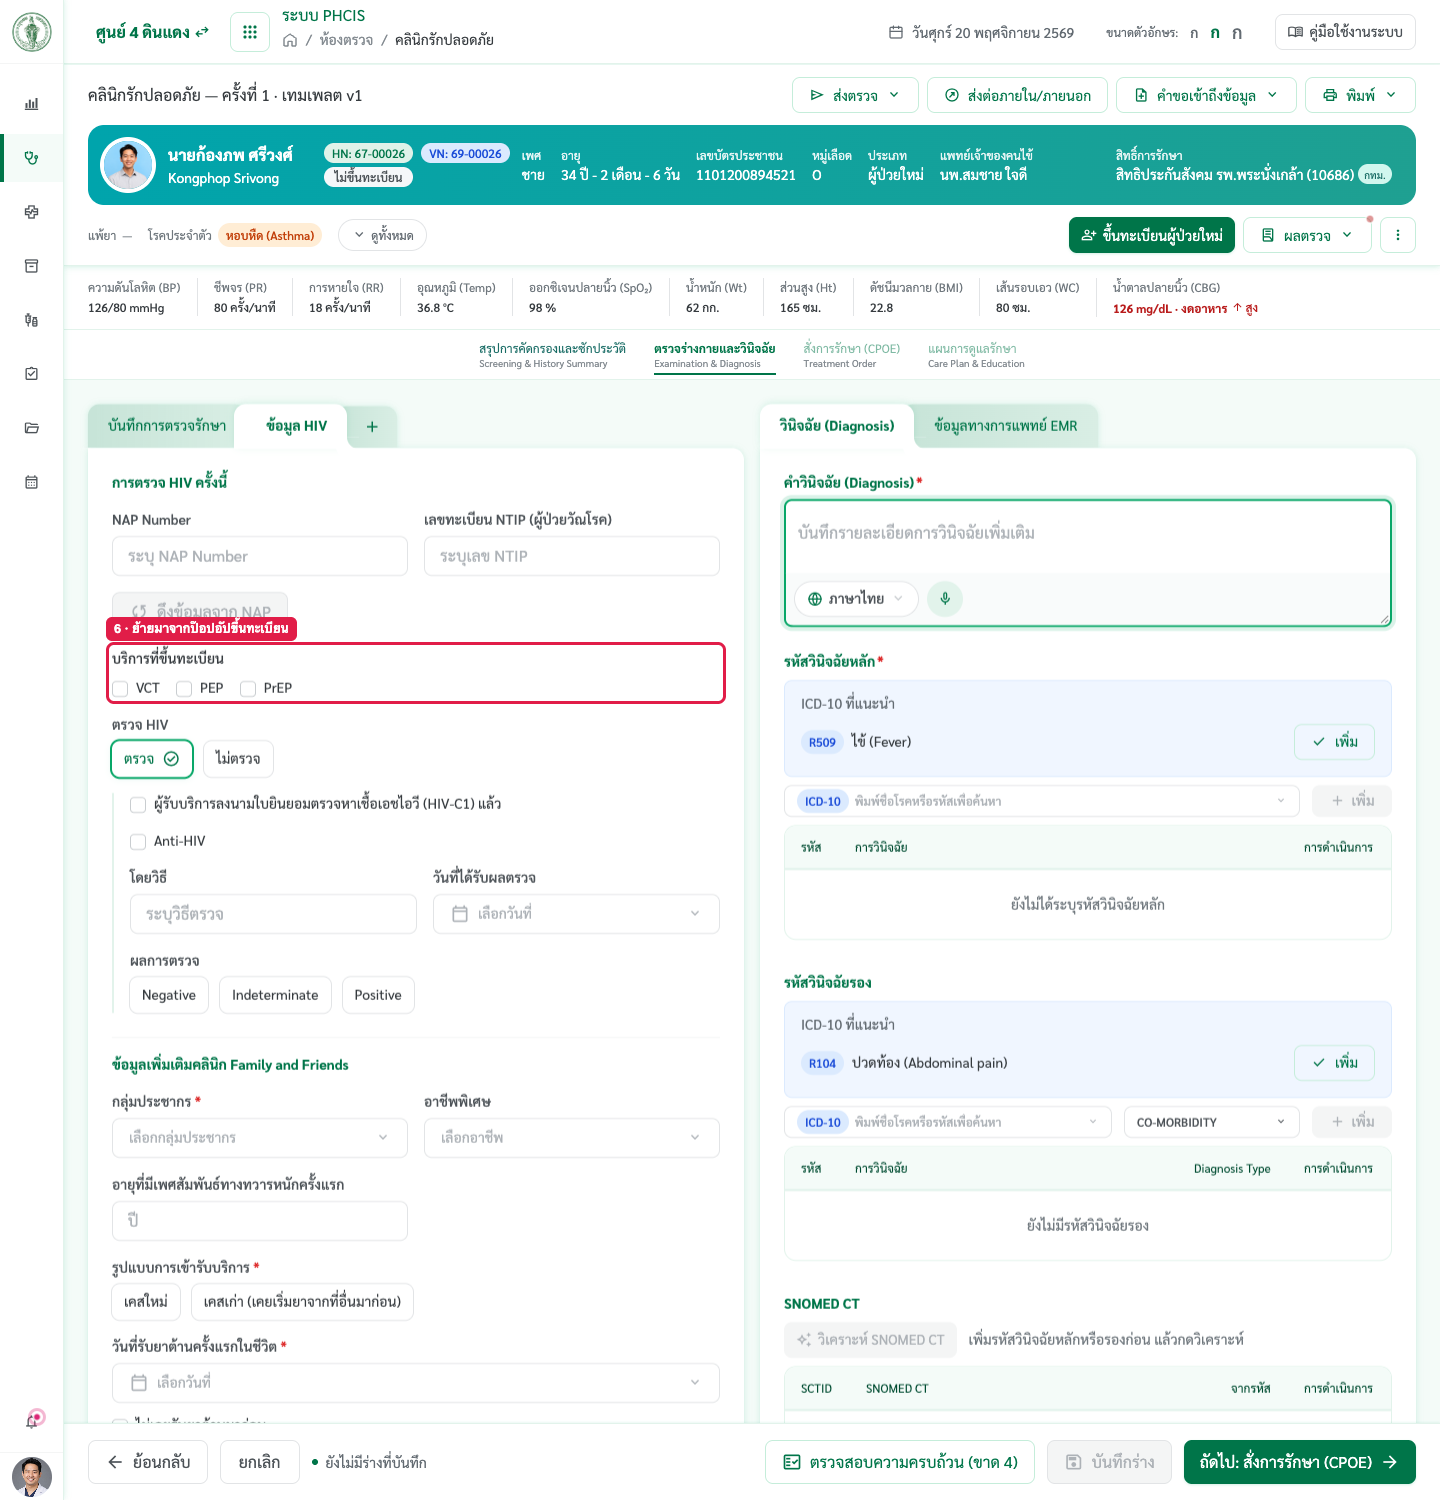 ศูนย์ 4 ดินแดง
ระบบ PHCIS
/ ห้องตรวจ / คลินิกรักปลอดภัย
วันศุกร์ 20 พฤศจิกายน 2569
ขนาดตัวอักษร: ก ก ก
คู่มือใช้งานระบบ
คลินิกรักปลอดภัย — ครั้งที่ 1 · เทมเพลต v1
ส่งตรวจ
ส่งต่อภายใน/ภายนอก
คำขอเข้าถึงข้อมูล
พิมพ์
นายก้องภพ ศรีวงศ์
Kongphop Srivong
HN: 67-00026
VN: 69-00026
ไม่ขึ้นทะเบียน
เพศ
ชาย
อายุ
34 ปี - 2 เดือน - 6 วัน
เลขบัตรประชาชน
1101200894521
หมู่เลือด
O
ประเภท
ผู้ป่วยใหม่
แพทย์เจ้าของคนไข้
นพ.สมชาย ใจดี
สิทธิ์การรักษา
สิทธิประกันสังคม รพ.พระนั่งเกล้า (10686) กทม.
แพ้ยา —
โรคประจำตัว หอบหืด (Asthma)
ดูทั้งหมด
ขึ้นทะเบียนผู้ป่วยใหม่
ผลตรวจ
ความดันโลหิต (BP)
126/80 mmHg
ชีพจร (PR)
80 ครั้ง/นาที
การหายใจ (RR)
18 ครั้ง/นาที
อุณหภูมิ (Temp)
36.8 °C
ออกซิเจนปลายนิ้ว (SpO₂)
98 %
น้ำหนัก (Wt)
62 กก.
ส่วนสูง (Ht)
165 ซม.
ดัชนีมวลกาย (BMI)
22.8
เส้นรอบเอว (WC)
80 ซม.
น้ำตาลปลายนิ้ว (CBG)
126 mg/dL · งดอาหาร ↑ สูง
สรุปการคัดกรองและซักประวัติ
Screening & History Summary
ตรวจร่างกายและวินิจฉัย
Examination & Diagnosis
สั่งการรักษา (CPOE)
Treatment Order
แผนการดูแลรักษา
Care Plan & Education
บันทึกการตรวจรักษา
ข้อมูล HIV
+
การตรวจ HIV ครั้งนี้
NAP Number
ระบุ NAP Number
เลขทะเบียน NTIP (ผู้ป่วยวัณโรค)
ระบุเลข NTIP
ดึงข้อมูลจาก NAP
6 · ย้ายมาจากป๊อปอัปขึ้นทะเบียน
บริการที่ขึ้นทะเบียน
VCT
PEP
PrEP
ตรวจ HIV
ตรวจ
ไม่ตรวจ
ผู้รับบริการลงนามใบยินยอมตรวจหาเชื้อเอชไอวี (HIV-C1) แล้ว
Anti-HIV
โดยวิธี
ระบุวิธีตรวจ
วันที่ได้รับผลตรวจ
เลือกวันที่
ผลการตรวจ
Negative
Indeterminate
Positive
ข้อมูลเพิ่มเติมคลินิก Family and Friends
กลุ่มประชากร *
เลือกกลุ่มประชากร
อาชีพพิเศษ
เลือกอาชีพ
อายุที่มีเพศสัมพันธ์ทางทวารหนักครั้งแรก
ปี
รูปแบบการเข้ารับบริการ *
เคสใหม่
เคสเก่า (เคยเริ่มยาจากที่อื่นมาก่อน)
วันที่รับยาต้านครั้งแรกในชีวิต *
เลือกวันที่
วินิจฉัย (Diagnosis)
ข้อมูลทางการแพทย์ EMR
คำวินิจฉัย (Diagnosis) *
บันทึกรายละเอียดการวินิจฉัยเพิ่มเติม
ภาษาไทย
รหัสวินิจฉัยหลัก *
ICD-10 ที่แนะนำ
R509 ไข้ (Fever)
เพิ่ม
ICD-10 พิมพ์ชื่อโรคหรือรหัสเพื่อค้นหา
+ เพิ่ม
รหัส การวินิจฉัย การดำเนินการ
ยังไม่ได้ระบุรหัสวินิจฉัยหลัก
รหัสวินิจฉัยรอง
ICD-10 ที่แนะนำ
R104 ปวดท้อง (Abdominal pain)
เพิ่ม
ICD-10 พิมพ์ชื่อโรคหรือรหัสเพื่อค้นหา
CO-MORBIDITY
+ เพิ่ม
รหัส การวินิจฉัย Diagnosis Type การดำเนินการ
ยังไม่มีรหัสวินิจฉัยรอง
SNOMED CT
วิเคราะห์ SNOMED CT
เพิ่มรหัสวินิจฉัยหลักหรือรองก่อน แล้วกดวิเคราะห์
SCTID SNOMED CT จากรหัส การดำเนินการ
ย้อนกลับ
ยกเลิก
ยังไม่มีร่างที่บันทึก
ตรวจสอบความครบถ้วน (ขาด 4)
บันทึกร่าง
ถัดไป: สั่งการรักษา (CPOE)